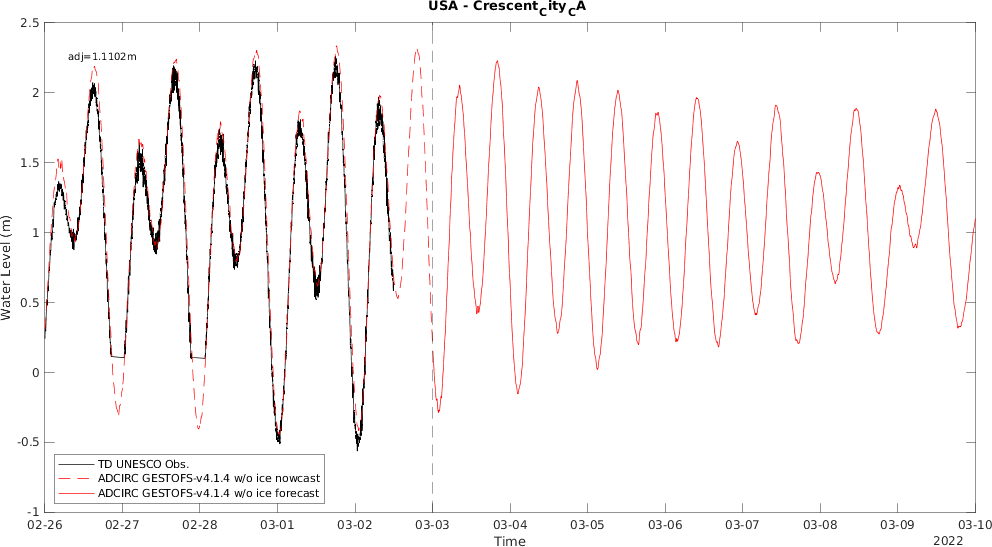 USA - CrescentCityCA
adj=1.1102m
2.5
2
1.5
1
0.5
0
-0.5
-1
Water Level (m)
TD UNESCO Obs.
ADCIRC GESTOFS-v4.1.4 w/o ice nowcast
ADCIRC GESTOFS-v4.1.4 w/o ice forecast
02-26 02-27 02-28 03-01 03-02 03-03 03-04 03-05 03-06 03-07 03-08 03-09 03-10
Time
2022